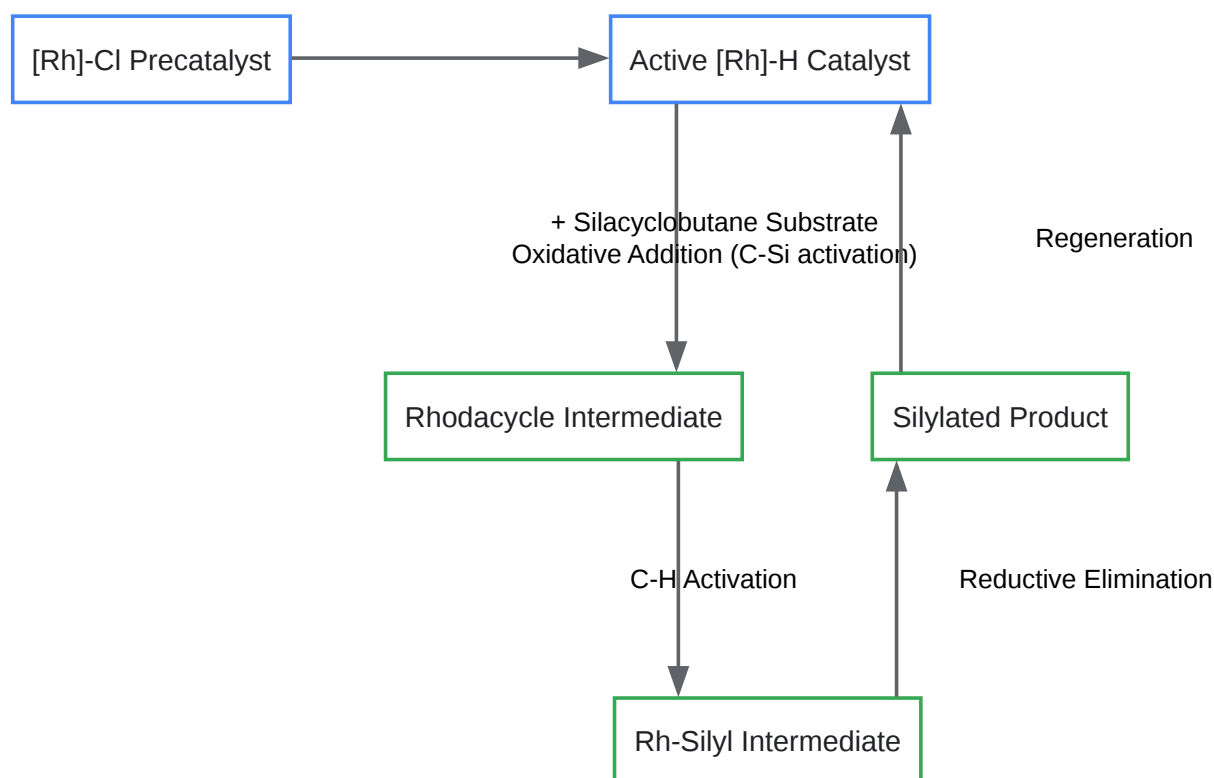 [Rh]-Cl Precatalyst
Active [Rh]-H Catalyst
+ Silacyclobutane Substrate
Oxidative Addition (C-Si activation)
Regeneration
Rhodacycle Intermediate
Silylated Product
C-H Activation
Reductive Elimination
Rh-Silyl Intermediate